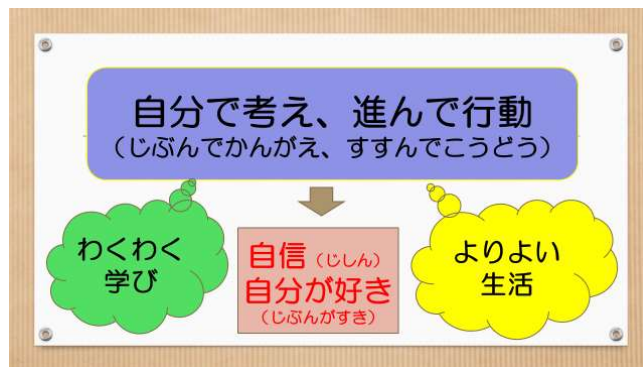 自分で考え、進んで行動
(じぶんでかんがえ、すすんでこうどう)
わくわく
学び
自信(じしん)
自分が好き
(じぶんがすき)
よりよい
生活